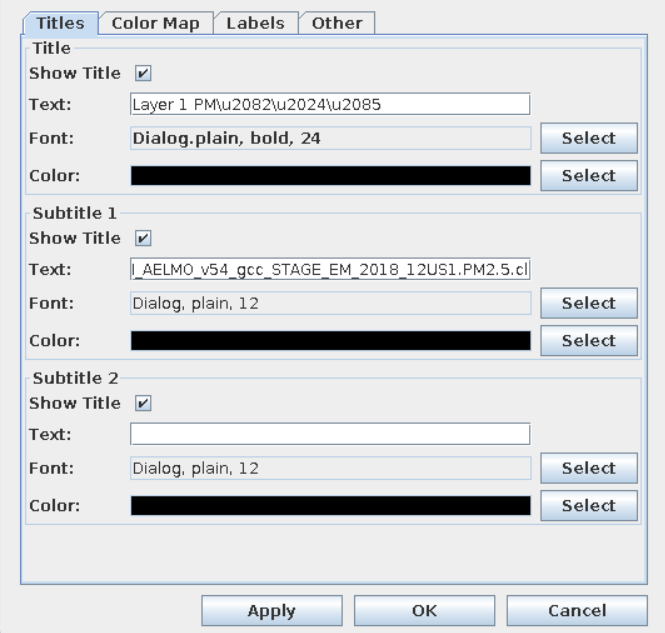 Titles Color Map Labels Other
Title
Show Title
Text: Layer 1 PM\u2082\u2024\u2085
Font: Dialog.plain, bold, 24 Select
Color: Select
Subtitle 1
Show Title
Text: l_AELMO_v54_gcc_STAGE_EM_2018_12US1.PM2.5.cl
Font: Dialog, plain, 12 Select
Color: Select
Subtitle 2
Show Title
Text:
Font: Dialog, plain, 12 Select
Color: Select
Apply OK Cancel